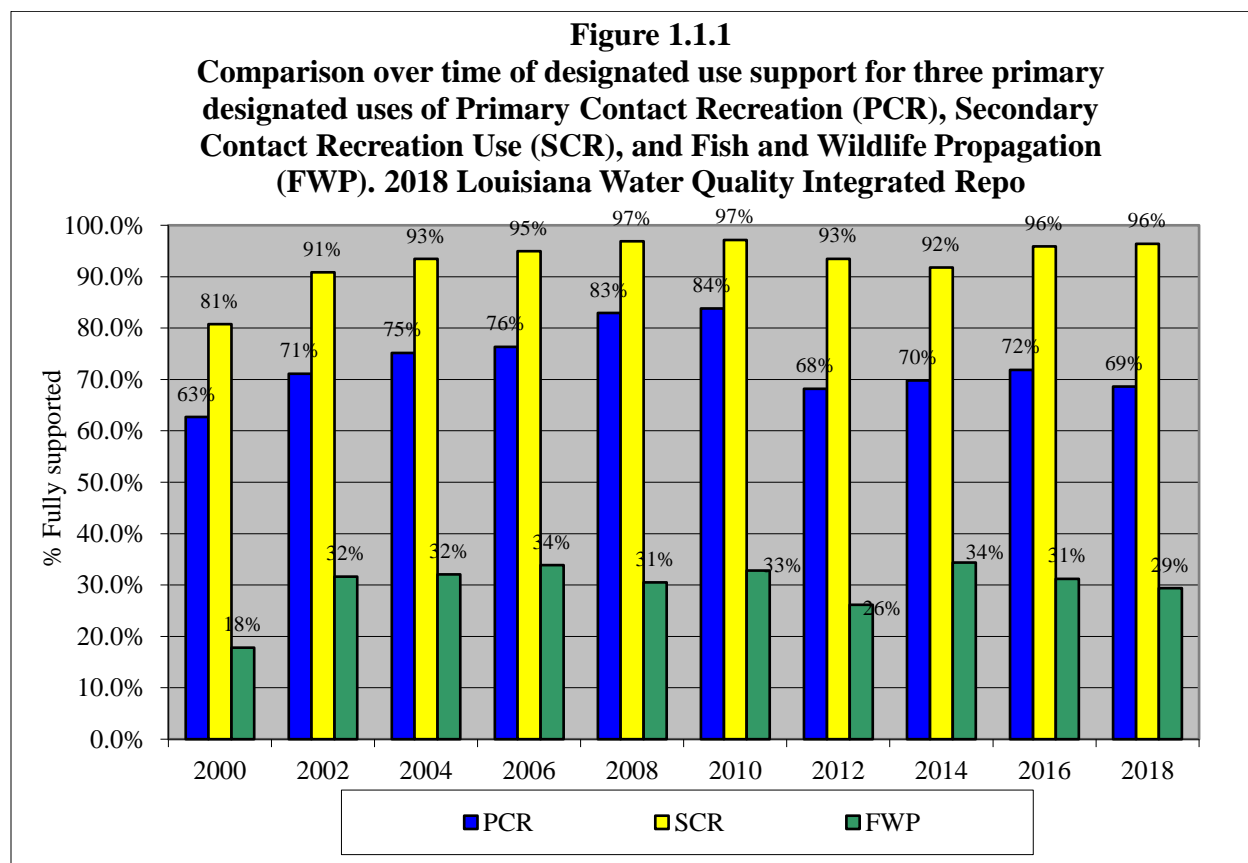 Figure 1.1.1
Comparison over time of designated use support for three primary
designated uses of Primary Contact Recreation (PCR), Secondary
Contact Recreation Use (SCR), and Fish and Wildlife Propagation
(FWP). 2018 Louisiana Water Quality Integrated Repo
% Fully supported
100.0%
90.0%
80.0%
70.0%
60.0%
50.0%
40.0%
30.0%
20.0%
10.0%
0.0%
63% 81% 18%
71% 91% 32%
75% 93% 32%
76% 95% 34%
83% 97% 31%
84% 97% 33%
68% 93% 26%
70% 92% 34%
72% 96% 31%
69% 96% 29%
2000 2002 2004 2006 2008 2010 2012 2014 2016 2018
PCR SCR FWP